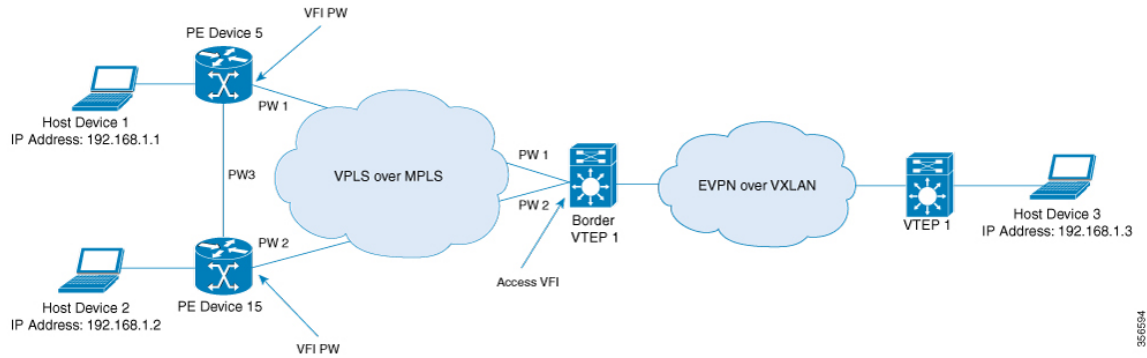 VFI PW
PE Device 5
PW 1
Host Device 1
IP Address: 192.168.1.1
PW3
VPLS over MPLS
PW 1
PW 2
Border
VTEP 1
EVPN over VXLAN
VTEP 1
Host Device 3
IP Address: 192.168.1.3
PW 2
Access VFI
Host Device 2
IP Address: 192.168.1.2
PE Device 15
VFI PW
356594